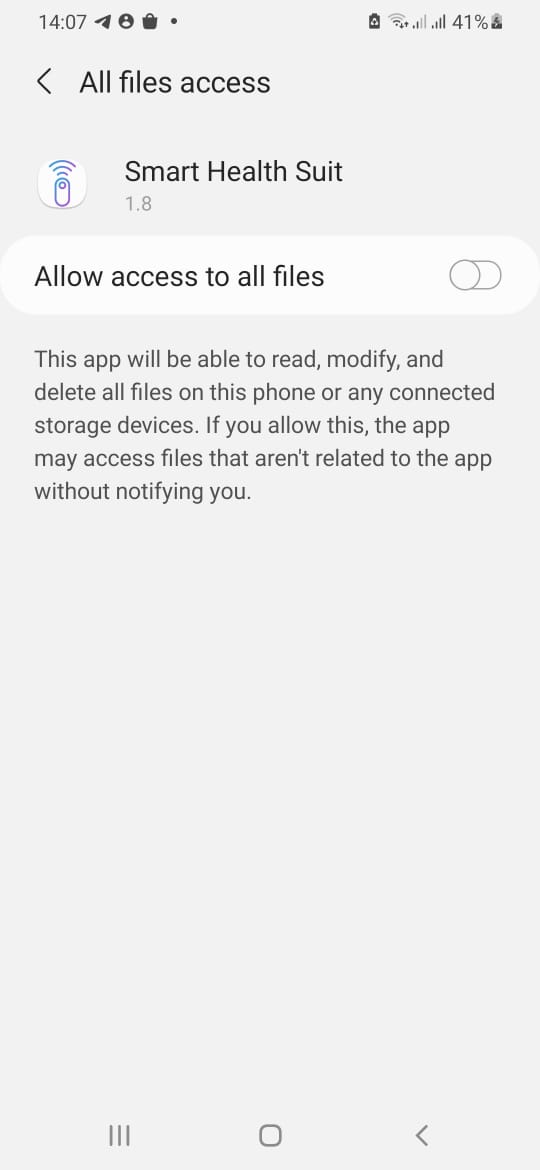 14:07 41%
All files access
Smart Health Suit
1.8
Allow access to all files
This app will be able to read, modify, and
delete all files on this phone or any connected
storage devices. If you allow this, the app
may access files that aren't related to the app
without notifying you.